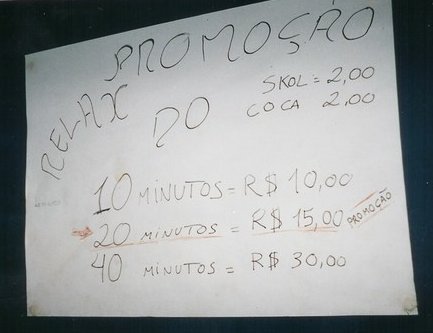 PROMOÇÃO
DO
RELAX
SKOL = 2,00
COCA 2,00
10 MINUTOS = R$ 10,00
20 MINUTOS = R$ 15,00 PROMOÇÃO
40 MINUTOS = R$ 30,00